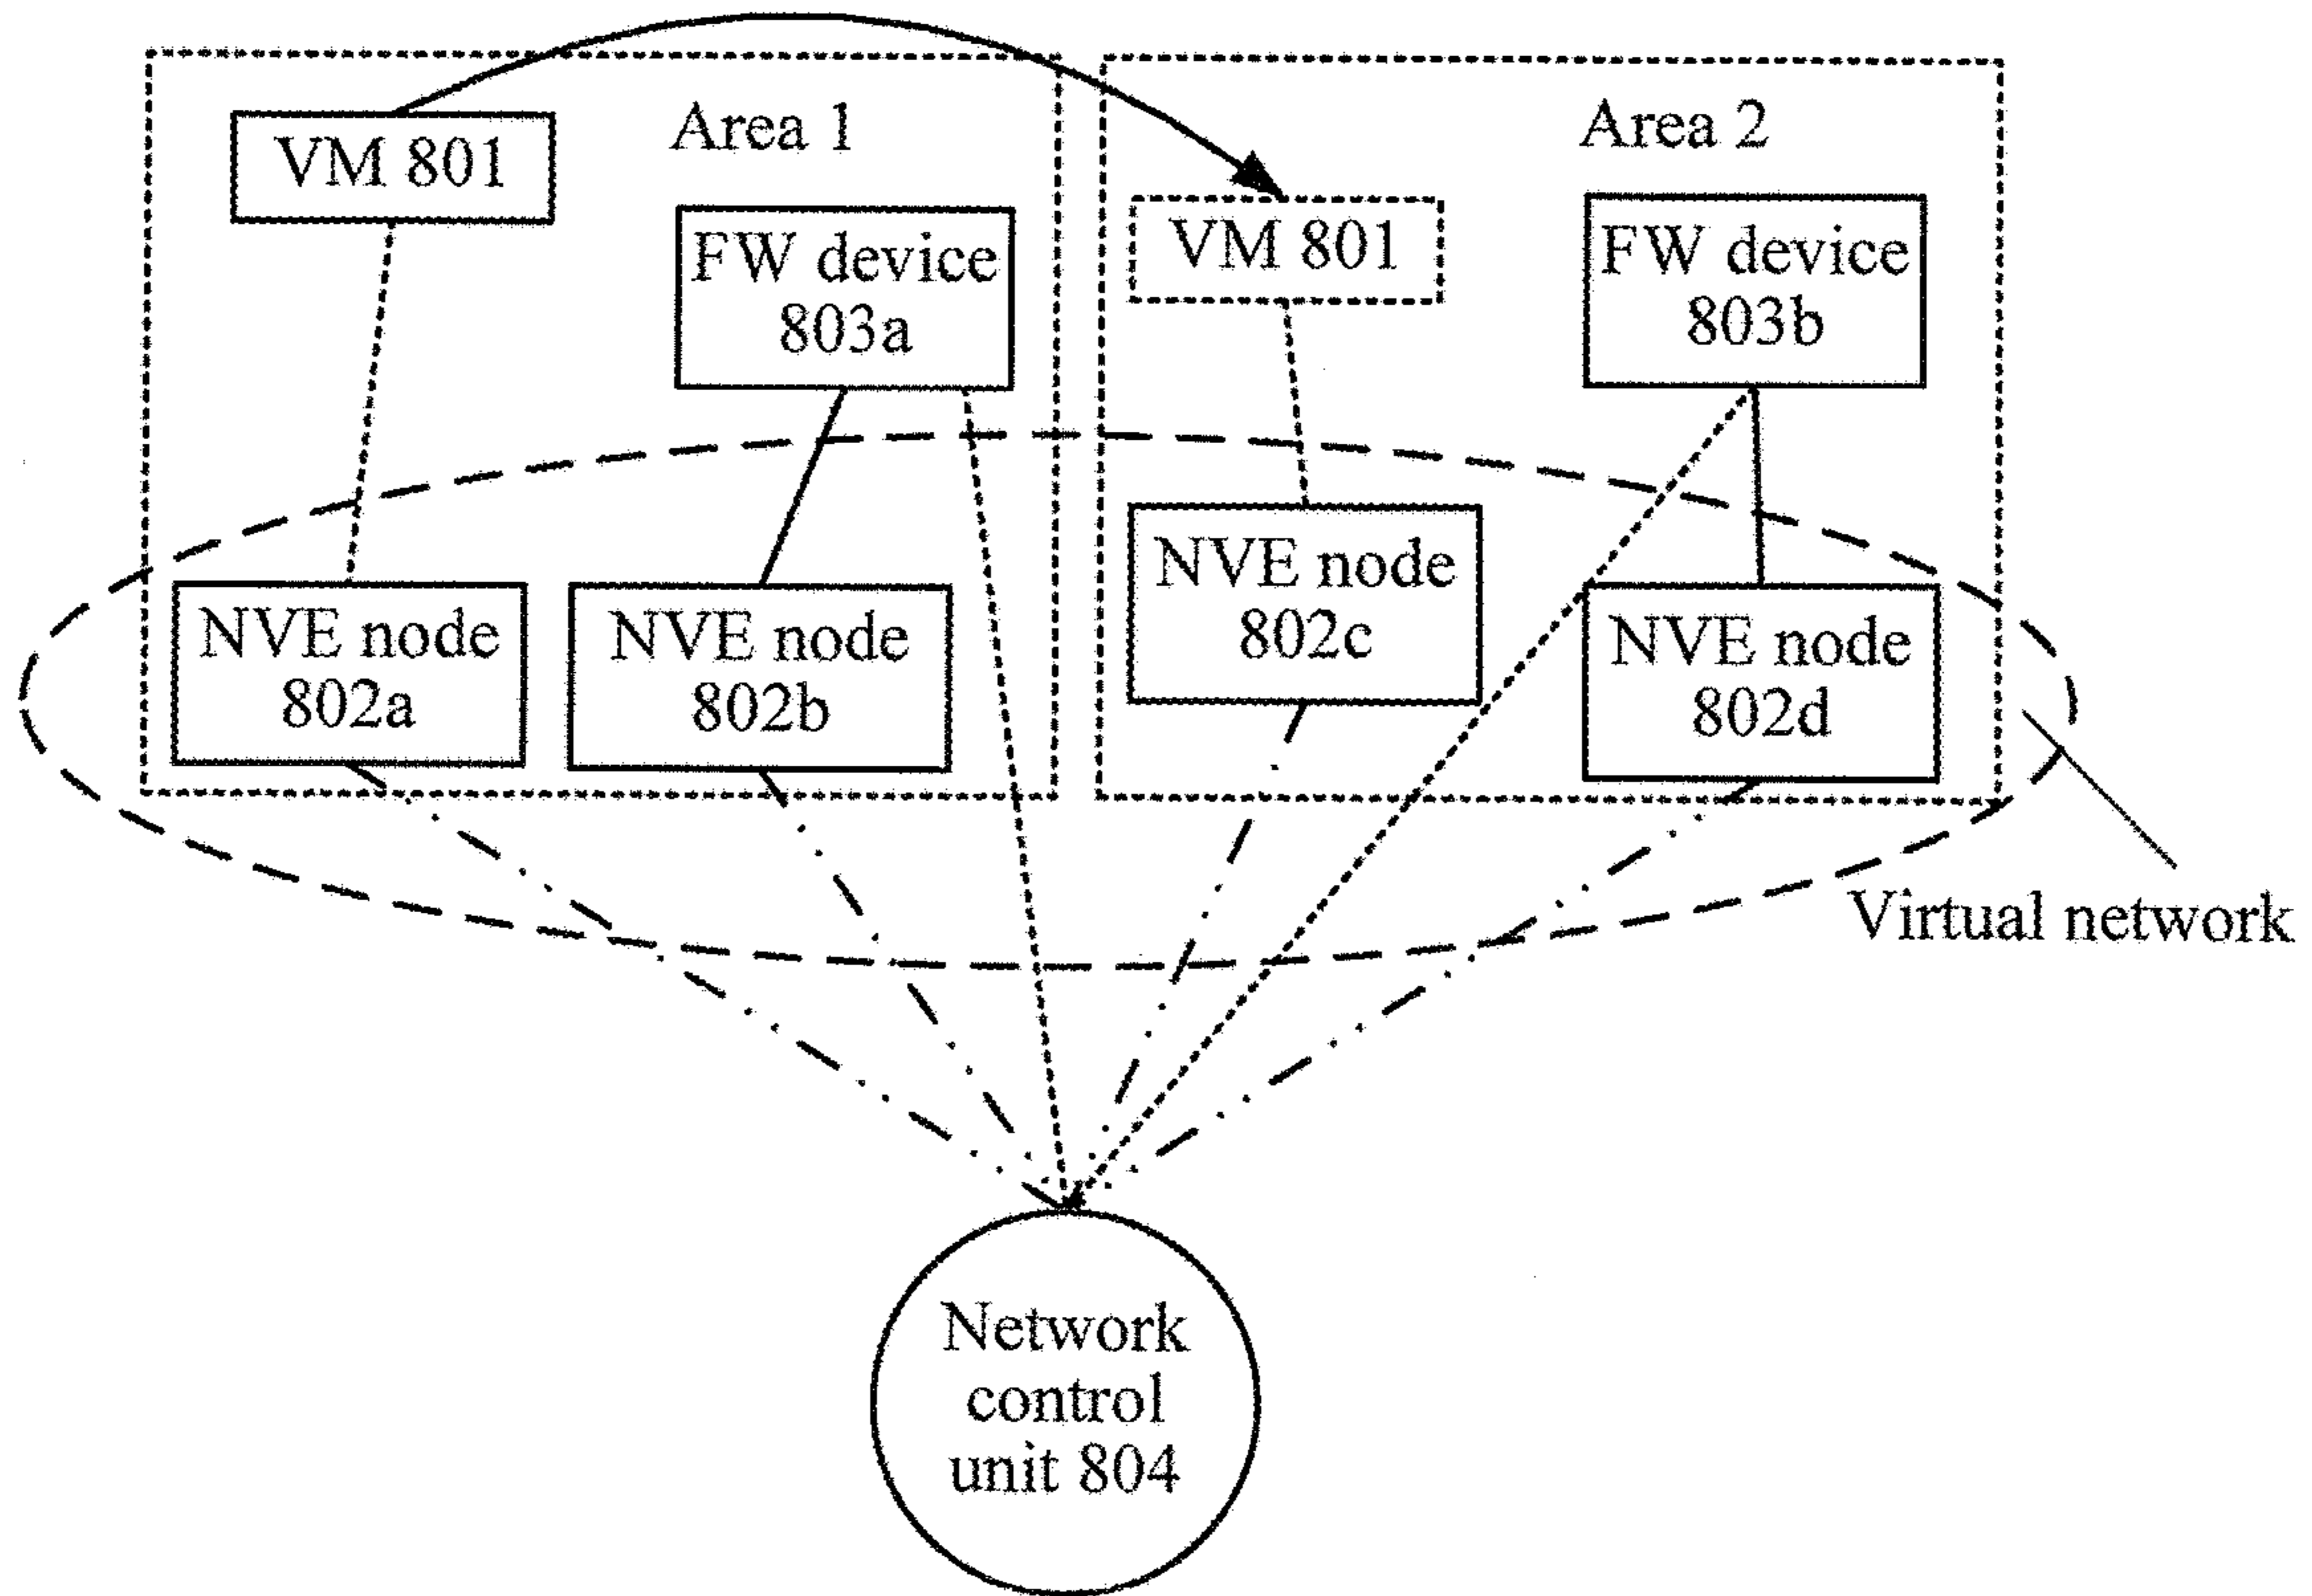 Area 1
VM 801
FW device
803a
NVE node
802a
NVE node
802b
Area 2
VM 801
FW device
803b
NVE node
802c
NVE node
802d
Virtual network
Network
control
unit 804